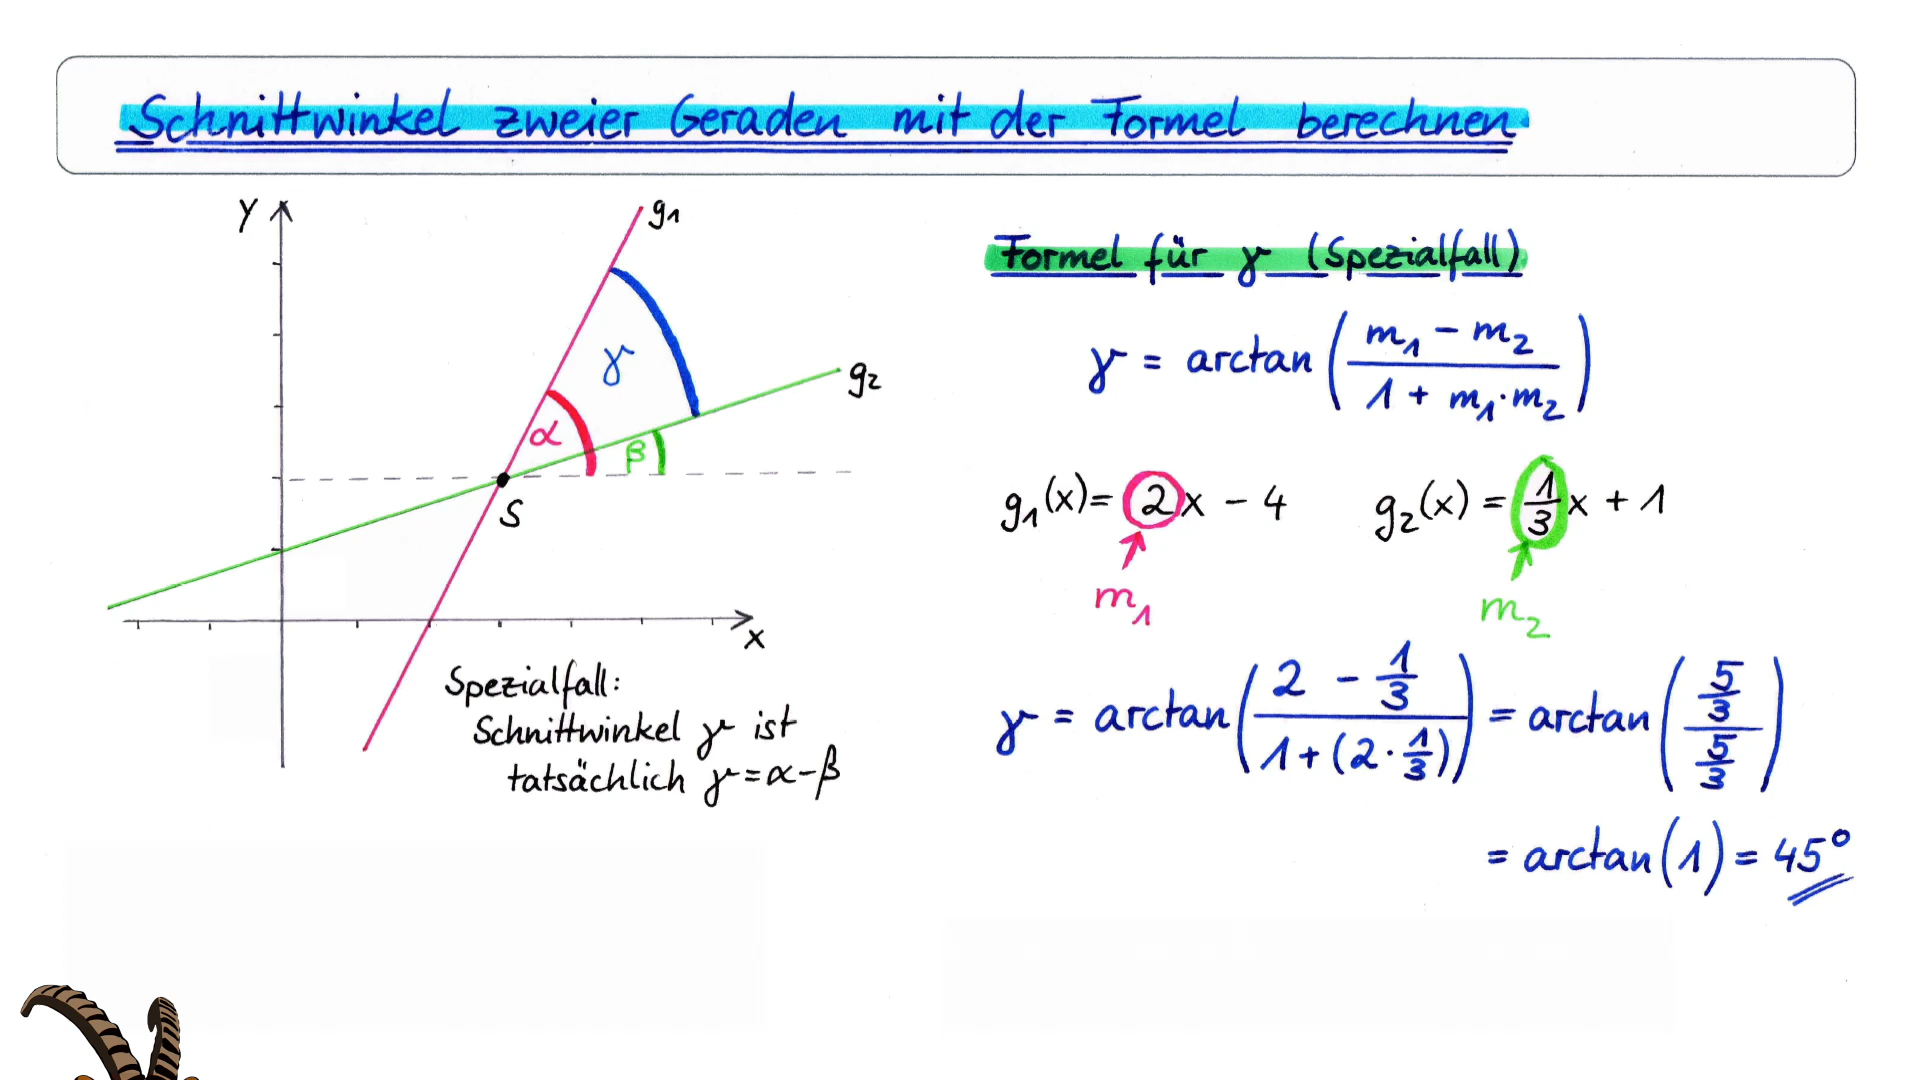 Schnittwinkel zweier Geraden mit der Formel berechnen
y
g1
γ
g2
α
β
S
x
Spezialfall:
Schnittwinkel γ ist
tatsächlich γ = α - β
Formel für γ (Spezialfall)
γ = arctan ( (m1 - m2) / (1 + m1·m2) )
g1(x) = 2x - 4 g2(x) = 1/3 x + 1
m1 m2
γ = arctan ( (2 - 1/3) / (1 + (2 · 1/3)) ) = arctan ( (5/3) / (5/3) )
= arctan (1) = 45°